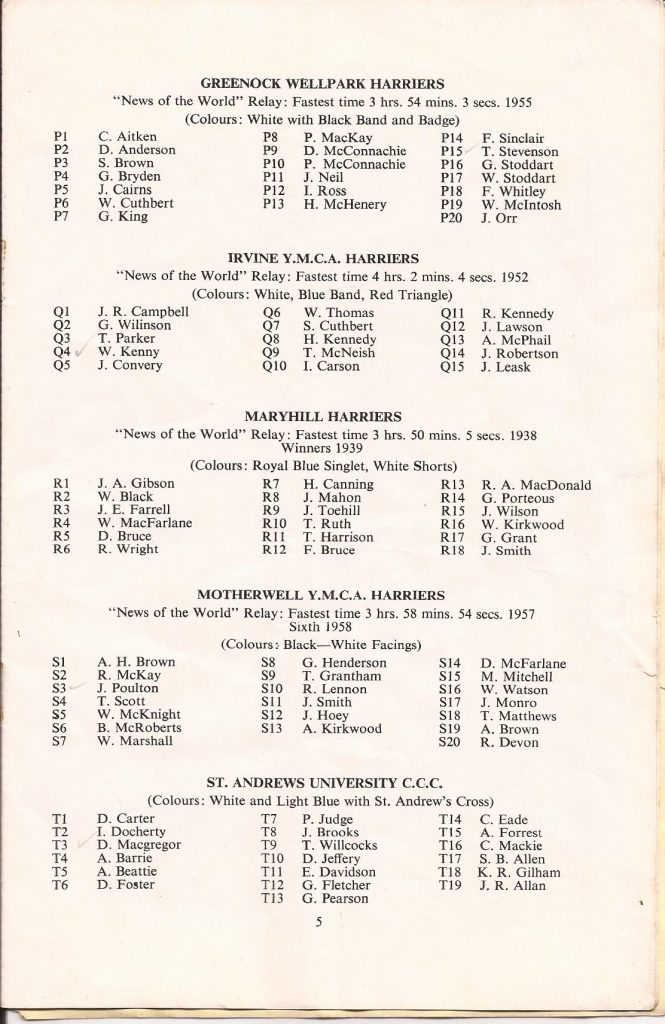 GREENOCK WELLPARK HARRIERS
"News of the World" Relay: Fastest time 3 hrs. 54 mins. 3 secs. 1955
(Colours: White with Black Band and Badge)
P1 C. Aitken P8 P. MacKay P14 F. Sinclair
P2 D. Anderson P9 D. McConnachie P15 T. Stevenson
P3 S. Brown P10 P. McConnachie P16 G. Stoddart
P4 G. Bryden P11 J. Neil P17 W. Stoddart
P5 J. Cairns P12 I. Ross P18 F. Whitley
P6 W. Cuthbert P13 H. McHenery P19 W. McIntosh
P7 G. King P20 J. Orr
IRVINE Y.M.C.A. HARRIERS
"News of the World" Relay: Fastest time 4 hrs. 2 mins. 4 secs. 1952
(Colours: White, Blue Band, Red Triangle)
Q1 J. R. Campbell Q6 W. Thomas Q11 R. Kennedy
Q2 G. Wilinson Q7 S. Cuthbert Q12 J. Lawson
Q3 T. Parker Q8 H. Kennedy Q13 A. McPhail
Q4 W. Kenny Q9 T. McNeish Q14 J. Robertson
Q5 J. Convery Q10 I. Carson Q15 J. Leask
MARYHILL HARRIERS
"News of the World" Relay: Fastest time 3 hrs. 50 mins. 5 secs. 1938
Winners 1939
(Colours: Royal Blue Singlet, White Shorts)
R1 J. A. Gibson R7 H. Canning R13 R. A. MacDonald
R2 W. Black R8 J. Mahon R14 G. Porteous
R3 J. E. Farrell R9 J. Toehill R15 J. Wilson
R4 W. MacFarlane R10 T. Ruth R16 W. Kirkwood
R5 D. Bruce R11 T. Harrison R17 G. Grant
R6 R. Wright R12 F. Bruce R18 J. Smith
MOTHERWELL Y.M.C.A. HARRIERS
"News of the World" Relay: Fastest time 3 hrs. 58 mins. 54 secs. 1957
Sixth 1958
(Colours: Black—White Facings)
S1 A. H. Brown S8 G. Henderson S14 D. McFarlane
S2 R. McKay S9 T. Grantham S15 M. Mitchell
S3 J. Poulton S10 R. Lennon S16 W. Watson
S4 T. Scott S11 J. Smith S17 J. Monro
S5 W. McKnight S12 J. Hoey S18 T. Matthews
S6 B. McRoberts S13 A. Kirkwood S19 A. Brown
S7 W. Marshall S20 R. Devon
ST. ANDREWS UNIVERSITY C.C.C.
(Colours: White and Light Blue with St. Andrew's Cross)
T1 D. Carter T7 P. Judge T14 C. Eade
T2 I. Docherty T8 J. Brooks T15 A. Forrest
T3 D. Macgregor T9 T. Willcocks T16 C. Mackie
T4 A. Barrie T10 D. Jeffery T17 S. B. Allen
T5 A. Beattie T11 E. Davidson T18 K. R. Gilham
T6 D. Foster T12 G. Fletcher T19 J. R. Allan
T13 G. Pearson
5